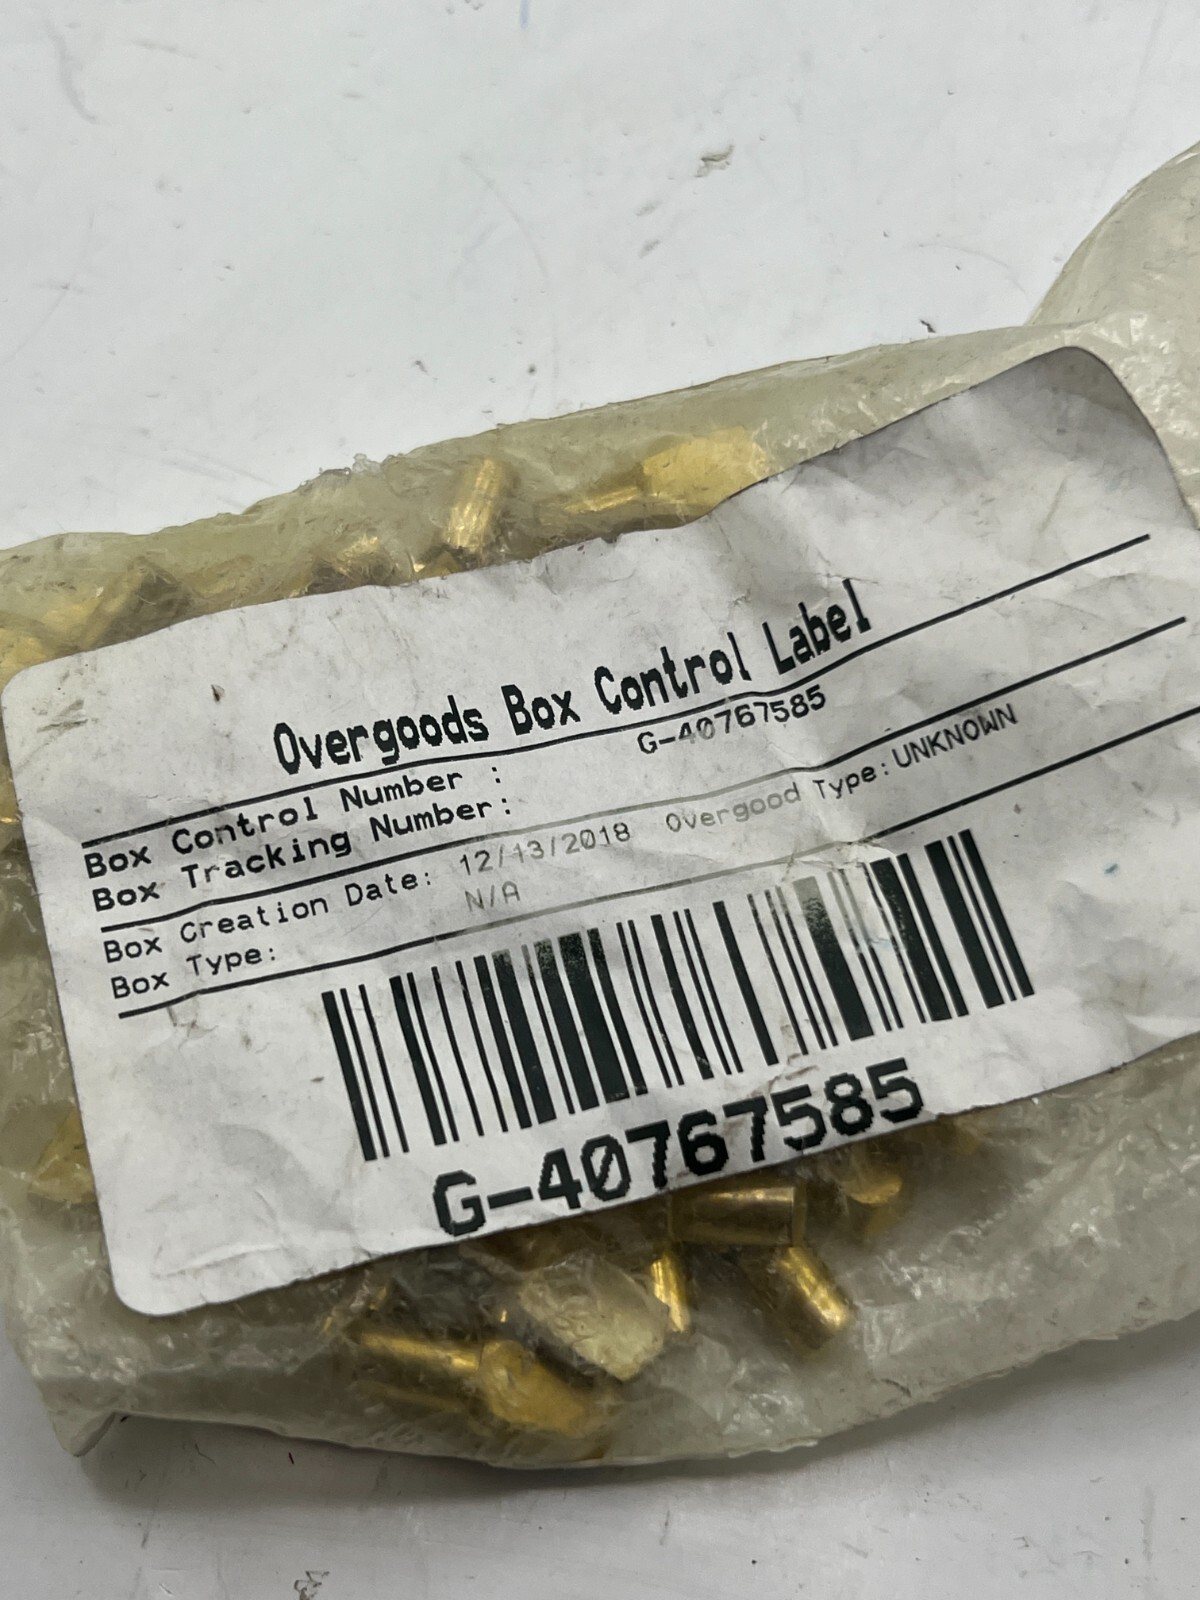 Overgoods Box Control Label
Box Control Number : G-40767585
Box Tracking Number:
Box Creation Date: 12/13/2018 Overgood Type:UNKNOWN
Box Type: N/A
G-40767585